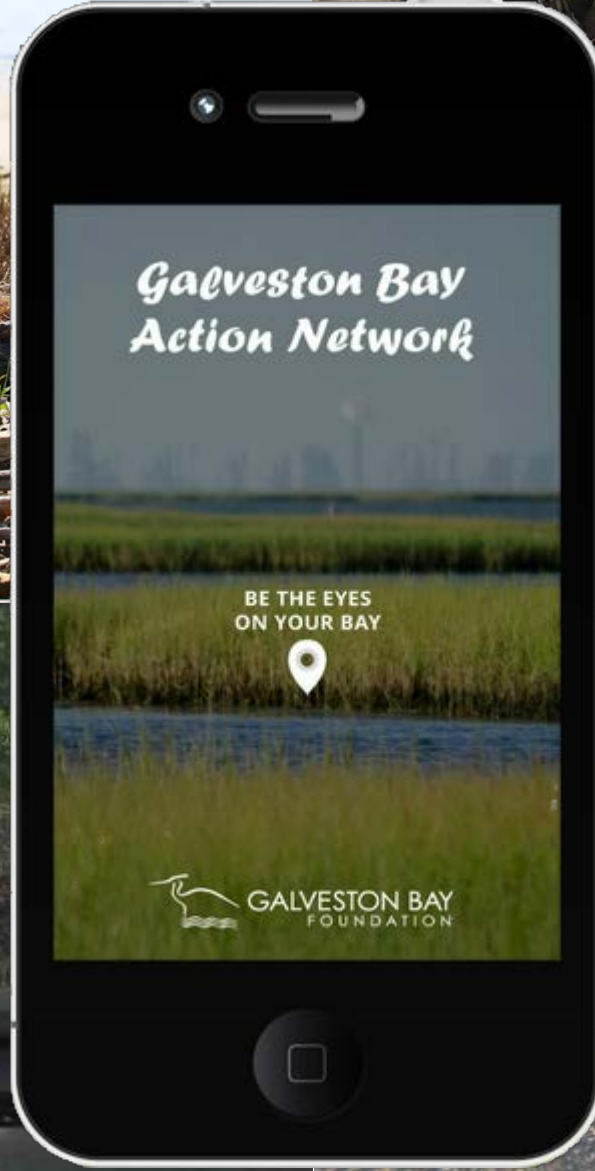 Galveston Bay
Action Network
BE THE EYES
ON YOUR BAY
GALVESTON BAY
FOUNDATION